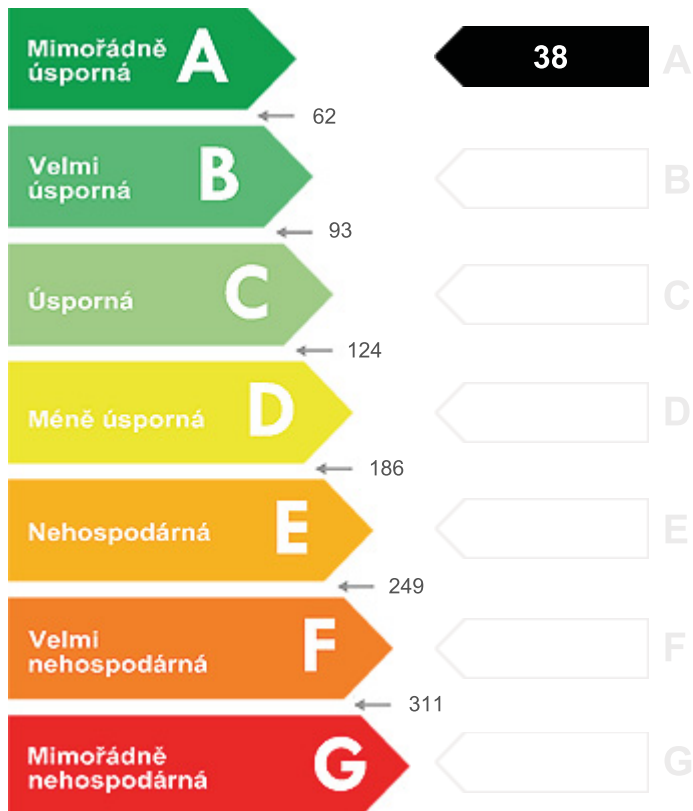 Mimořádně
úsporná
A
38
A
62
Velmi
úsporná
B
B
93
Úsporná
C
C
124
Méně úsporná
D
D
186
Nehospodárná
E
E
249
Velmi
nehospodárná
F
F
311
Mimořádně
nehospodárná
G
G